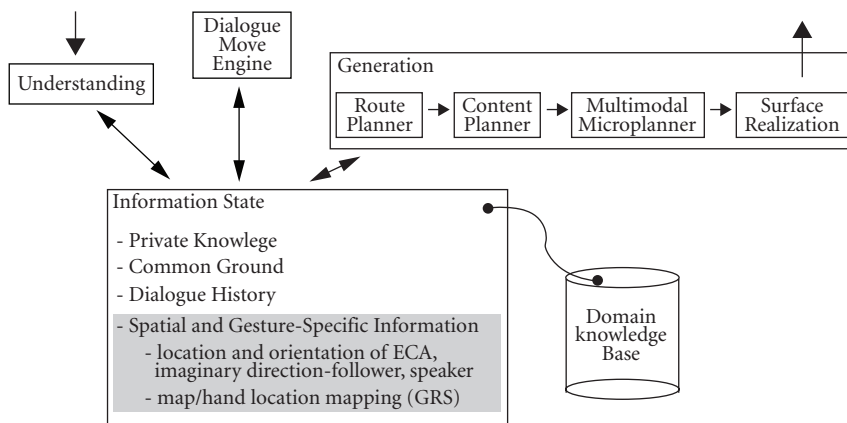 Understanding
Dialogue
Move
Engine
Generation
Route
Planner
Content
Planner
Multimodal
Microplanner
Surface
Realization
Information State
- Private Knowlege
- Common Ground
- Dialogue History
- Spatial and Gesture-Specific Information
- location and orientation of ECA,
imaginary direction-follower, speaker
- map/hand location mapping (GRS)
Domain
knowledge
Base